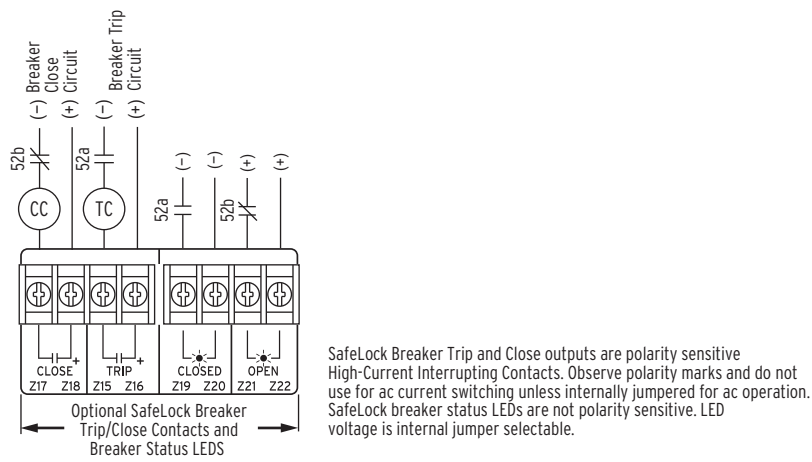 Breaker
Close
Circuit
Breaker Trip
Circuit
(−) (+) (−) (+)
52b
52a
(−) (−) (+) (+)
CC
TC
52a
52b
CLOSE + TRIP + CLOSED OPEN
Z17 Z18 Z15 Z16 Z19 Z20 Z21 Z22
Optional SafeLock Breaker
Trip/Close Contacts and
Breaker Status LEDS
SafeLock Breaker Trip and Close outputs are polarity sensitive
High-Current Interrupting Contacts. Observe polarity marks and do not
use for ac current switching unless internally jumpered for ac operation.
SafeLock breaker status LEDs are not polarity sensitive. LED
voltage is internal jumper selectable.